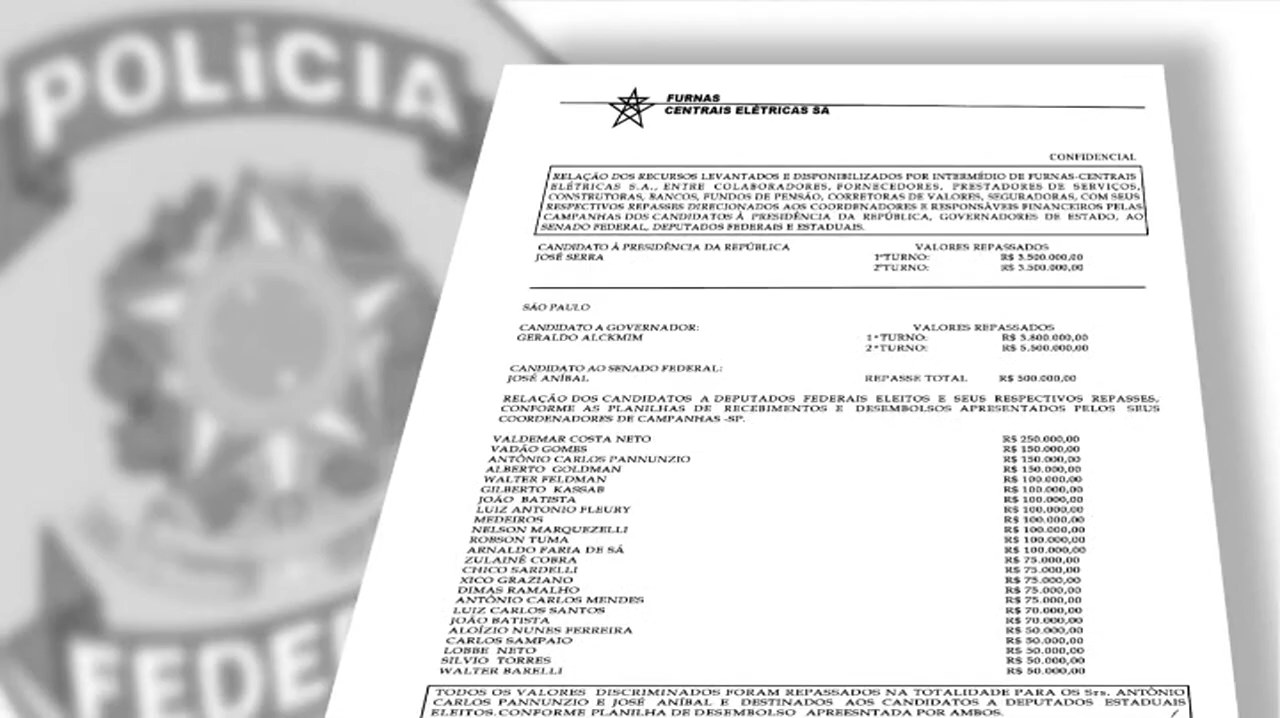 POLÍCIA
FEDE
FURNAS
CENTRAIS ELÉTRICAS SA
CONFIDENCIAL
RELAÇÃO DOS RECURSOS LEVANTADOS E DISPONIBILIZADOS POR INTERMÉDIO DE FURNAS-CENTRAIS
ELÉTRICAS S.A., ENTRE COLABORADORES, FORNECEDORES, PRESTADORES DE SERVIÇOS,
CONSTRUTORAS, BANCOS, FUNDOS DE PENSÃO, CORRETORAS DE VALORES, SEGURADORAS, COM SEUS
RESPECTIVOS REPASSES DIRECIONADOS AOS COORDENADORES E RESPONSÁVEIS FINANCEIROS PELAS
CAMPANHAS DOS CANDIDATOS À PRESIDÊNCIA DA REPÚBLICA, GOVERNADORES DE ESTADO, AO
SENADO FEDERAL, DEPUTADOS FEDERAIS E ESTADUAIS.
CANDIDATO À PRESIDÊNCIA DA REPÚBLICA VALORES REPASSADOS
JOSÉ SERRA 1ºTURNO: R$ 3.500.000,00
2ºTURNO: R$ 3.500.000,00
SÃO PAULO
CANDIDATO A GOVERNADOR: VALORES REPASSADOS
GERALDO ALCKMIM 1ºTURNO: R$ 3.800.000,00
2ºTURNO: R$ 5.500.000,00
CANDIDATO AO SENADO FEDERAL:
JOSÉ ANÍBAL REPASSE TOTAL R$ 500.000,00
RELAÇÃO DOS CANDIDATOS A DEPUTADOS FEDERAIS ELEITOS E SEUS RESPECTIVOS REPASSES,
CONFORME AS PLANILHAS DE RECEBIMENTOS E DESEMBOLSOS APRESENTADOS PELOS SEUS
COORDENADORES DE CAMPANHAS -SP.
VALDEMAR COSTA NETO R$ 250.000,00
VADÃO GOMES R$ 150.000,00
ANTÔNIO CARLOS PANNUNZIO R$ 150.000,00
ALBERTO GOLDMAN R$ 150.000,00
WALTER FELDMAN R$ 100.000,00
GILBERTO KASSAB R$ 100.000,00
JOÃO BATISTA R$ 100.000,00
LUIZ ANTONIO FLEURY R$ 100.000,00
MEDEIROS R$ 100.000,00
NELSON MARQUEZELLI R$ 100.000,00
ROBSON TUMA R$ 100.000,00
ARNALDO FARIA DE SÁ R$ 100.000,00
ZULAINÊ COBRA R$ 75.000,00
CHICO SARDELLI R$ 75.000,00
XICO GRAZIANO R$ 75.000,00
DIMAS RAMALHO R$ 75.000,00
ANTÔNIO CARLOS MENDES R$ 75.000,00
LUIZ CARLOS SANTOS R$ 70.000,00
JOÃO BATISTA R$ 70.000,00
ALOÍZIO NUNES FERREIRA R$ 50.000,00
CARLOS SAMPAIO R$ 50.000,00
LOBBE NETO R$ 50.000,00
SILVIO TORRES R$ 50.000,00
WALTER BARELLI R$ 50.000,00
TODOS OS VALORES DISCRIMINADOS FORAM REPASSADOS NA TOTALIDADE PARA OS Srs. ANTÔNIO
CARLOS PANNUNZIO E JOSÉ ANÍBAL E DESTINADOS AOS CANDIDATOS A DEPUTADOS ESTADUAIS
ELEITOS.CONFORME PLANILHA DE DESEMBOLSO APREESNTADA POR AMBOS.